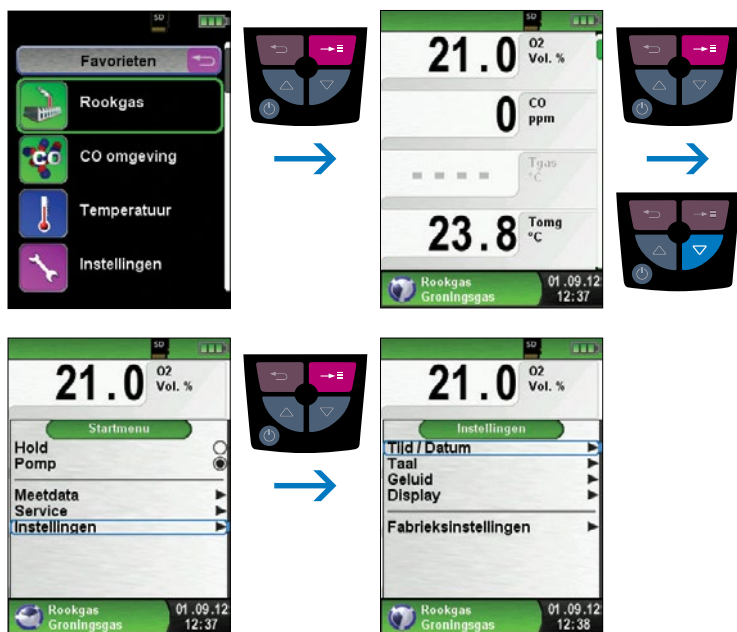 SD
Favorieten
Rookgas
CO
CO omgeving
Temperatuur
Instellingen
SD
21.0 O2 Vol. %
0 CO ppm
- - - - Tgas °C
23.8 Tomg °C
Rookgas 01.09.12
Groningsgas 12:37
SD
21.0 O2 Vol. %
Startmenu
Hold
Pomp
Meetdata
Service
Instellingen
Rookgas 01.09.12
Groningsgas 12:37
SD
21.0 O2 Vol. %
Instellingen
Tijd / Datum
Taal
Geluid
Display
Fabrieksinstellingen
Rookgas 01.09.12
Groningsgas 12:38